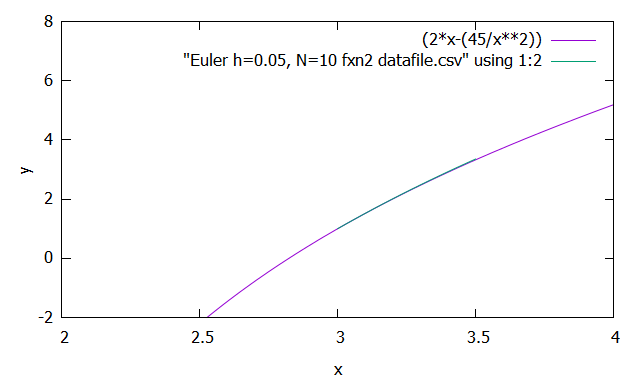 (2*x-(45/x**2))
"Euler h=0.05, N=10 fxn2 datafile.csv" using 1:2
8
6
4
2
0
-2
y
2 2.5 3 3.5 4
x